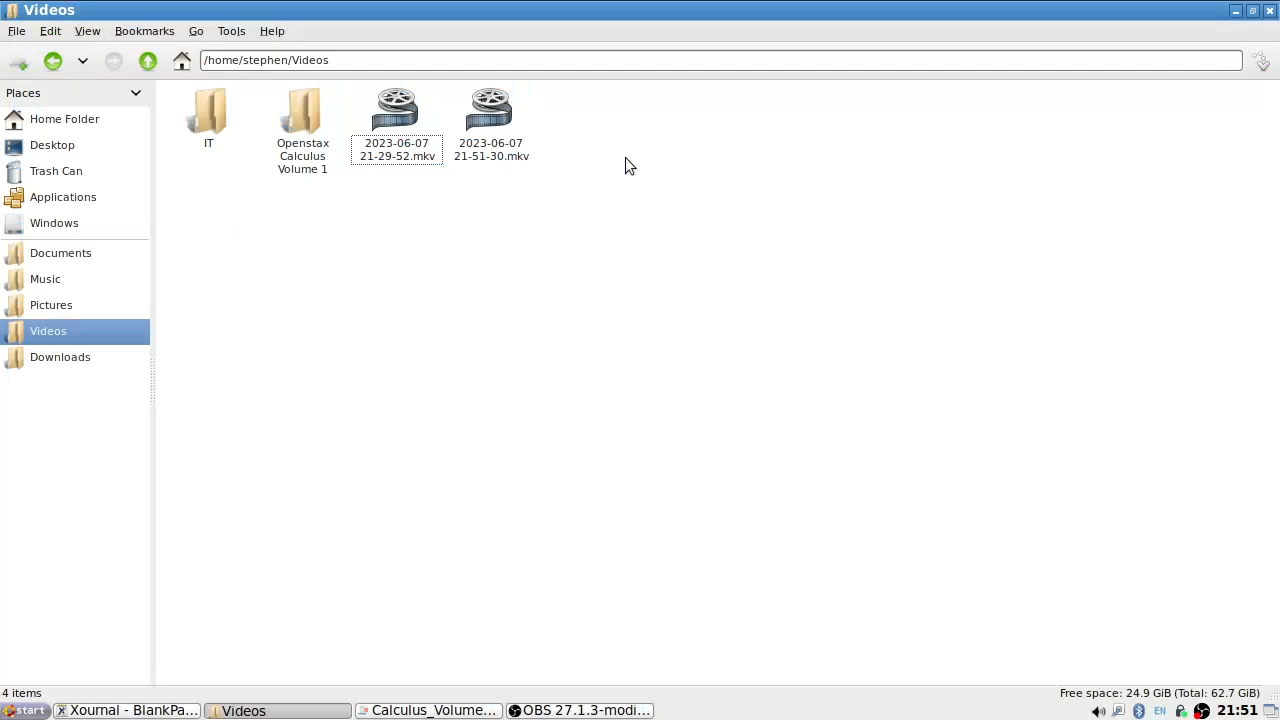 Videos
File Edit View Bookmarks Go Tools Help
/home/stephen/Videos
Places
Home Folder
Desktop
Trash Can
Applications
Windows
Documents
Music
Pictures
Videos
Downloads
IT
Openstax
Calculus
Volume 1
2023-06-07
21-29-52.mkv
2023-06-07
21-51-30.mkv
4 items
Free space: 24.9 GiB (Total: 62.7 GiB)
start
Xournal - BlankPa...
Videos
Calculus_Volume...
OBS 27.1.3-modi...
EN
21:51